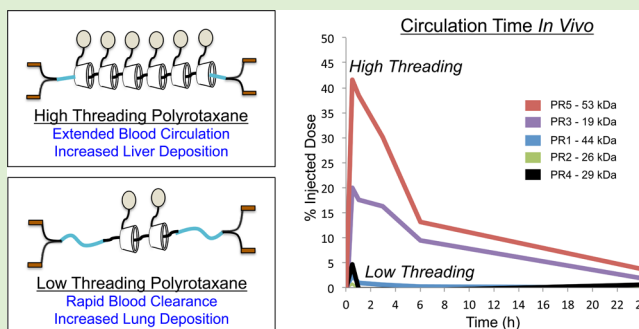 High Threading Polyrotaxane
Extended Blood Circulation
Increased Liver Deposition
Low Threading Polyrotaxane
Rapid Blood Clearance
Increased Lung Deposition
Circulation Time In Vivo
% Injected Dose
50
45
40
35
30
25
20
15
10
5
0
High Threading
PR5 - 53 kDa
PR3 - 19 kDa
PR1 - 44 kDa
PR2 - 26 kDa
PR4 - 29 kDa
Low Threading
0 2 4 6 8 10 12 14 16 18 20 22
Time (h)